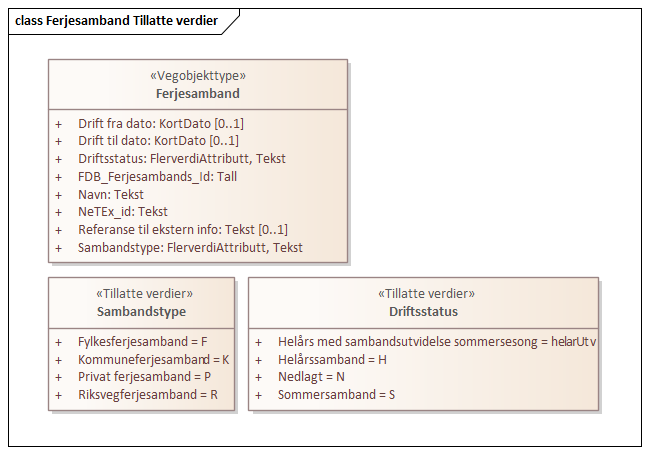 class Ferjesamband Tillatte verdier
«Vegobjekttype»
Ferjesamband
+ Drift fra dato: KortDato [0..1]
+ Drift til dato: KortDato [0..1]
+ Driftsstatus: FlerverdiAttributt, Tekst
+ FDB_Ferjesambands_Id: Tall
+ Navn: Tekst
+ NeTEx_id: Tekst
+ Referanse til ekstern info: Tekst [0..1]
+ Sambandstype: FlerverdiAttributt, Tekst
«Tillatte verdier»
Sambandstype
+ Fylkesferjesamband = F
+ Kommuneferjesamband = K
+ Privat ferjesamband = P
+ Riksvegferjesamband = R
«Tillatte verdier»
Driftsstatus
+ Helårs med sambandsutvidelse sommersesong = helarUtv
+ Helårssamband = H
+ Nedlagt = N
+ Sommersamband = S